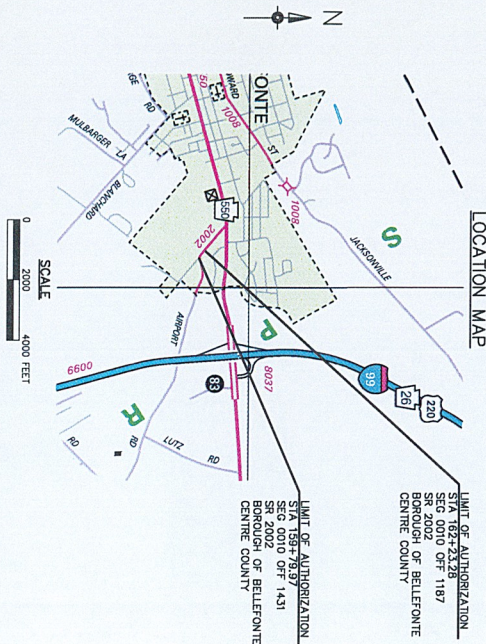 LOCATION MAP
N
ONTE
WARD
ST
1008
1008
50
550
2002
GE
RD
MULBARGER
LA
BLANCHARD
JACKSONVILLE
S
P
R
AIRPORT
RD
LUTZ
RD
RD
6600
8037
83
99
26
220
SCALE
0 2000 4000 FEET
LIMIT OF AUTHORIZATION
STA 162+23.28
SEG 0010 OFF 1187
SR 2002
BOROUGH OF BELLEFONTE
CENTRE COUNTY
LIMIT OF AUTHORIZATION
STA 159+79.97
SEG 0010 OFF 1431
SR 2002
BOROUGH OF BELLEFONTE
CENTRE COUNTY